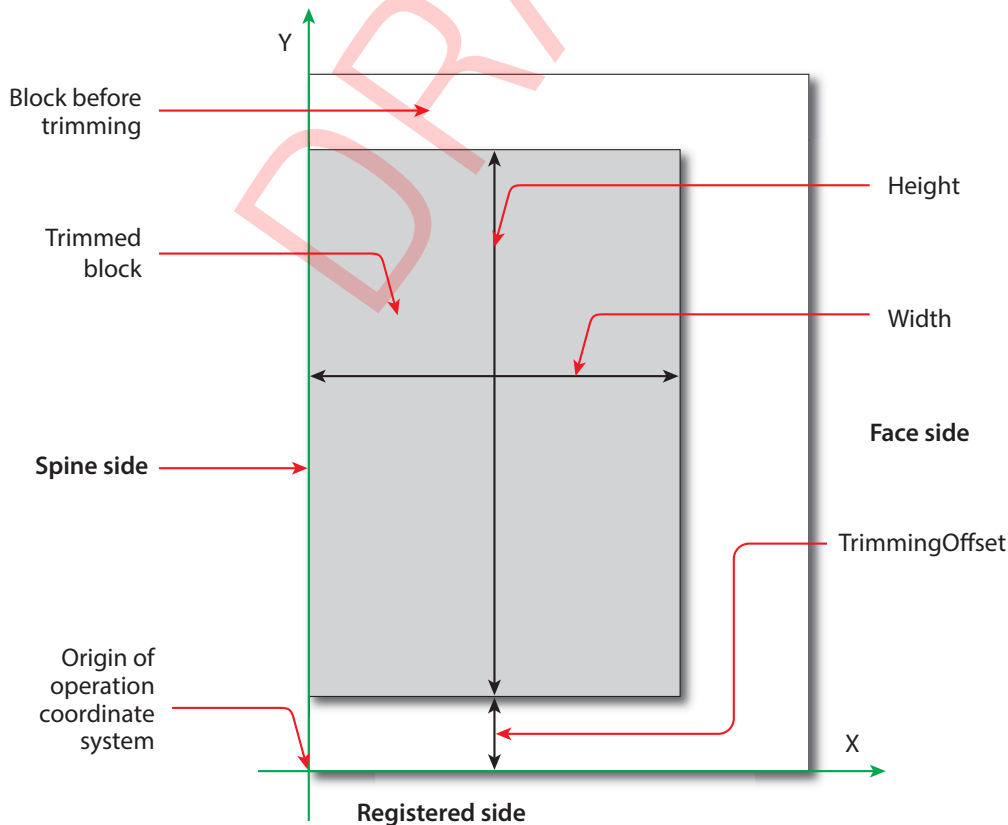 Y
Block before
trimming
Height
Trimmed
block
Width
Face side
Spine side
TrimmingOffset
Origin of
operation
coordinate
system
X
Registered side